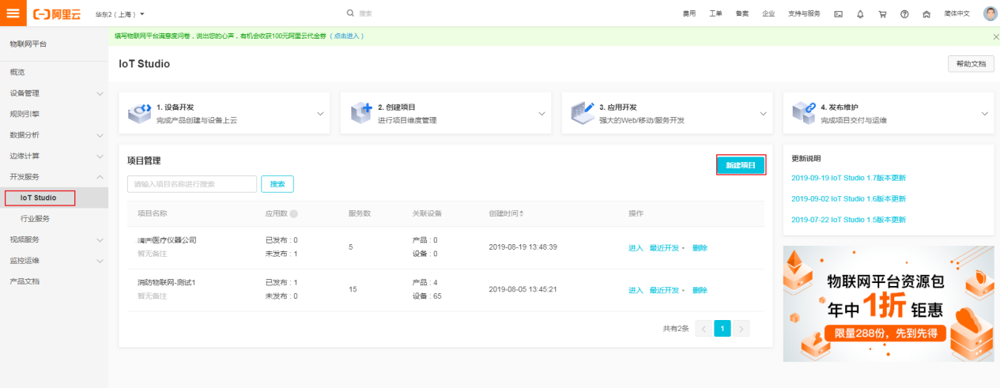 阿里云
华东2（上海）
搜索
费用 工单 备案 企业 支持与服务 简体中文
物联网平台
概览
设备管理
规则引擎
数据分析
边缘计算
开发服务
IoT Studio
行业服务
视频服务
监控运维
产品文档
填写物联网平台满意度问卷，说出您的心声，有机会收获100元阿里云代金券（点击进入）
IoT Studio
帮助文档
1. 设备开发
完成产品创建与设备上云
2. 创建项目
进行项目维度管理
3. 应用开发
强大的Web/移动/服务开发
4. 发布维护
完成项目交付与运维
项目管理
新建项目
请输入项目名称进行搜索
搜索
项目名称 应用数 服务数 关联设备 创建时间 操作
医疗仪器公司
暂无备注
已发布 : 0
未发布 : 1
5
产品 : 0
设备 : 0
2019-08-19 13:48:39
进入 最近开发 删除
消防物联网-测试1
暂无备注
已发布 : 1
未发布 : 0
15
产品 : 4
设备 : 65
2019-08-05 13:45:21
进入 最近开发 删除
共有2条
1
更新说明
2019-09-19 IoT Studio 1.7版本更新
2019-09-02 IoT Studio 1.6版本更新
2019-07-22 IoT Studio 1.5版本更新
物联网平台资源包
年中1折钜惠
限量288份，先到先得